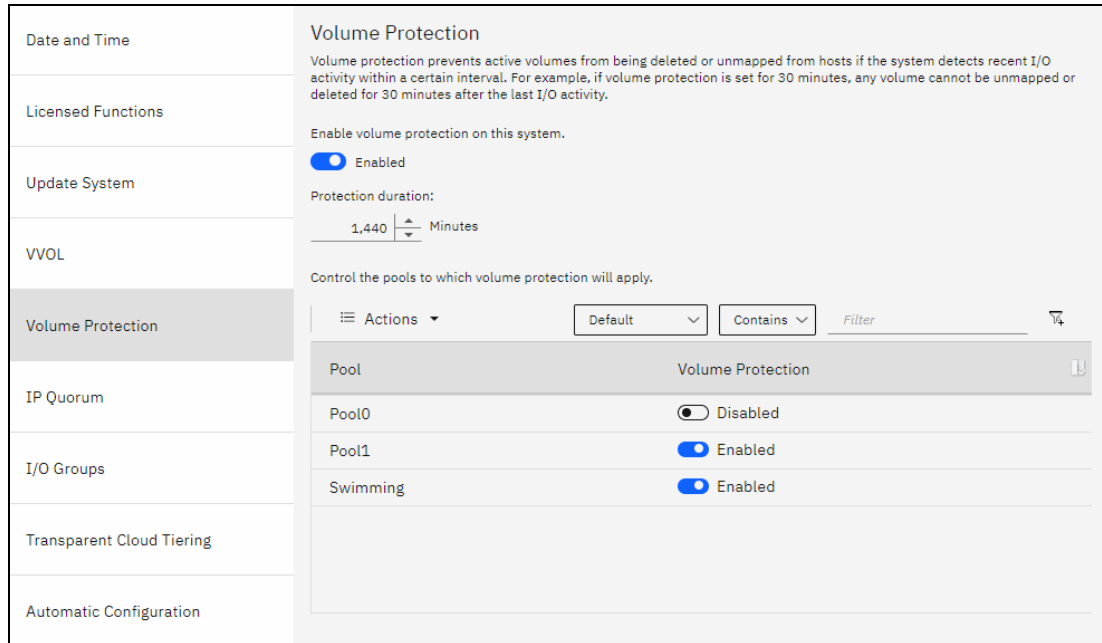 Date and Time
Licensed Functions
Update System
VVOL
Volume Protection
IP Quorum
I/O Groups
Transparent Cloud Tiering
Automatic Configuration
Volume Protection
Volume protection prevents active volumes from being deleted or unmapped from hosts if the system detects recent I/O
activity within a certain interval. For example, if volume protection is set for 30 minutes, any volume cannot be unmapped or
deleted for 30 minutes after the last I/O activity.
Enable volume protection on this system.
Enabled
Protection duration:
1,440 Minutes
Control the pools to which volume protection will apply.
Actions Default Contains Filter
Pool Volume Protection
Pool0 Disabled
Pool1 Enabled
Swimming Enabled